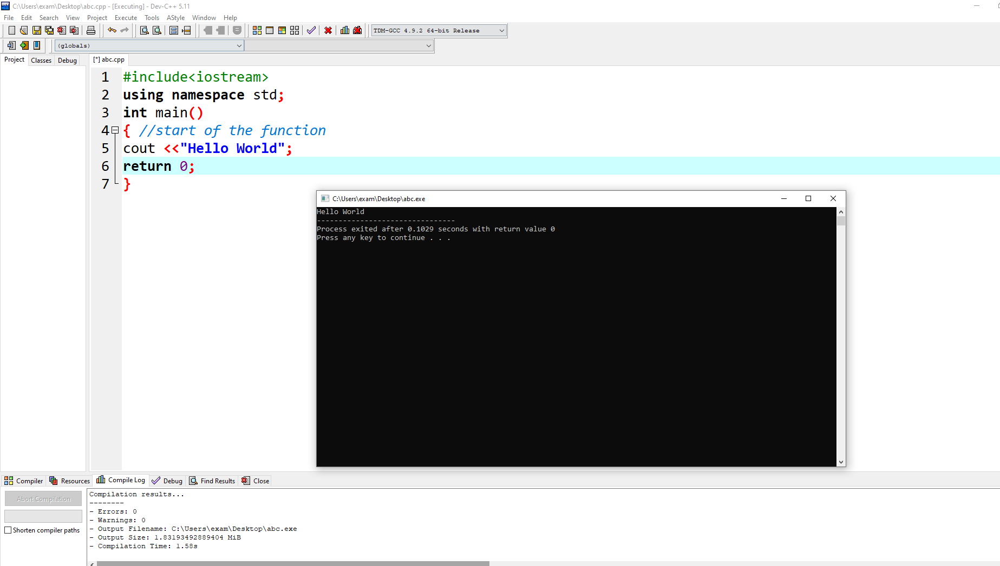 C:\Users\exam\Desktop\abc.cpp - [Executing] - Dev-C++ 5.11
File Edit Search View Project Execute Tools AStyle Window Help
TDM-GCC 4.9.2 64-bit Release
(globals)
Project Classes Debug [*] abc.cpp
1 #include<iostream>
2 using namespace std;
3 int main()
4 { //start of the function
5 cout <<"Hello World";
6 return 0;
7 }
C:\Users\exam\Desktop\abc.exe
Hello World
--------------------------------
Process exited after 0.1029 seconds with return value 0
Press any key to continue . . .
Compiler Resources Compile Log Debug Find Results Close
Abort Compilation
Shorten compiler paths
Compilation results...
--------
- Errors: 0
- Warnings: 0
- Output Filename: C:\Users\exam\Desktop\abc.exe
- Output Size: 1.83193492889404 MiB
- Compilation Time: 1.58s